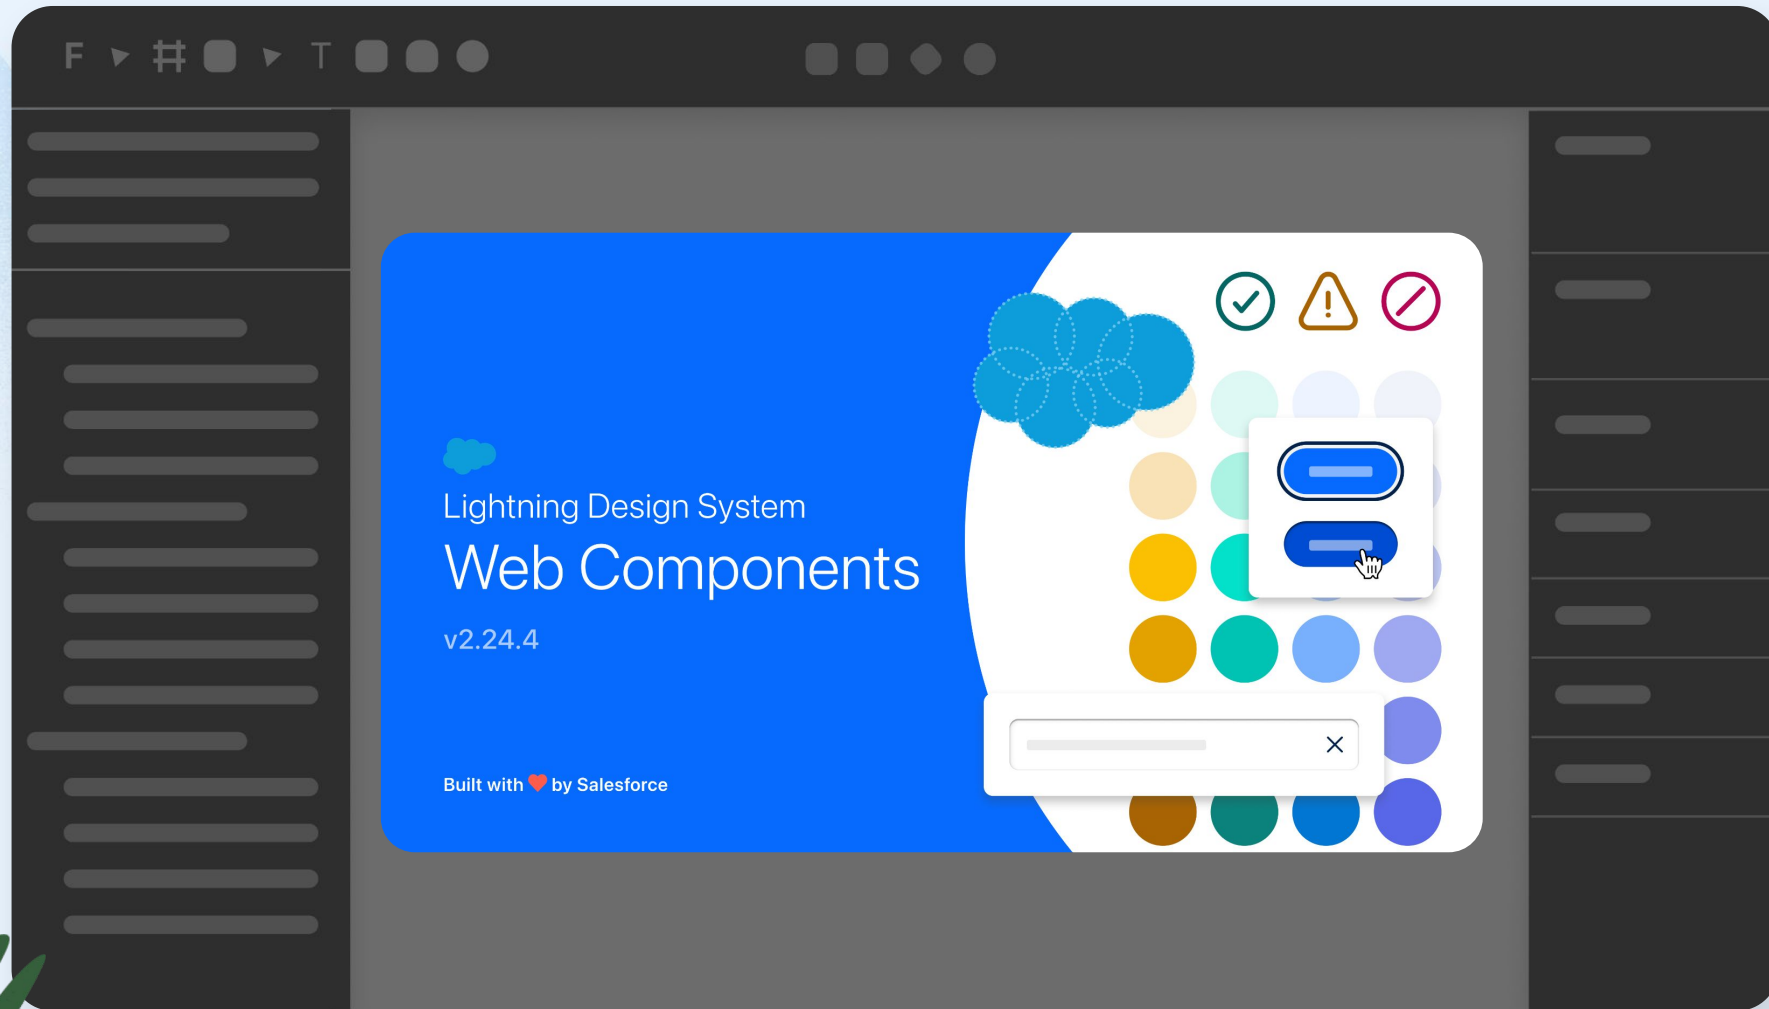 F T
Lightning Design System
Web Components
v2.24.4
Built with ❤ by Salesforce